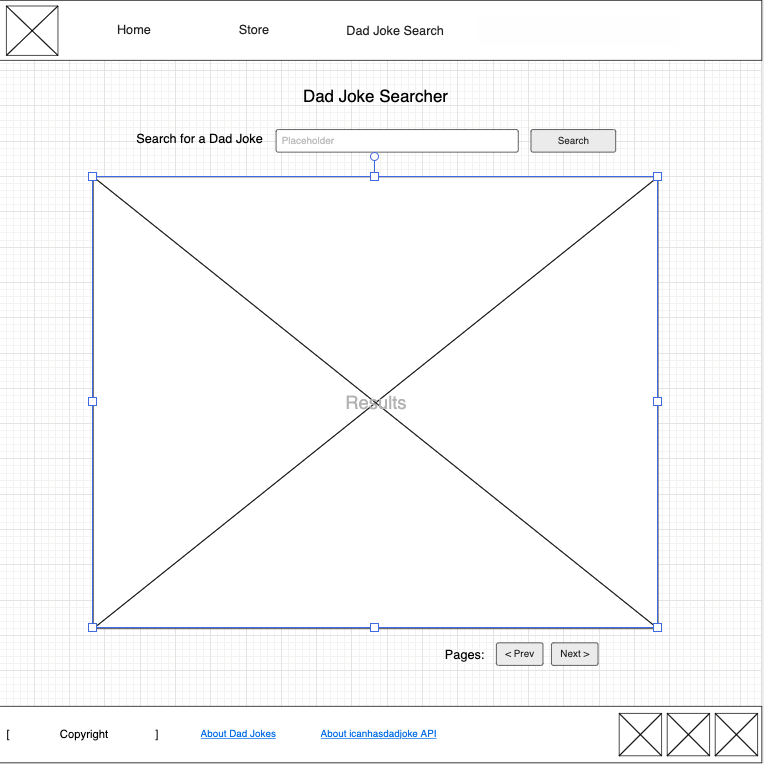 Home Store Dad Joke Search
Dad Joke Searcher
Search for a Dad Joke Placeholder Search
Results
Pages: < Prev Next >
[ Copyright ] About Dad Jokes About icanhasdadjoke API